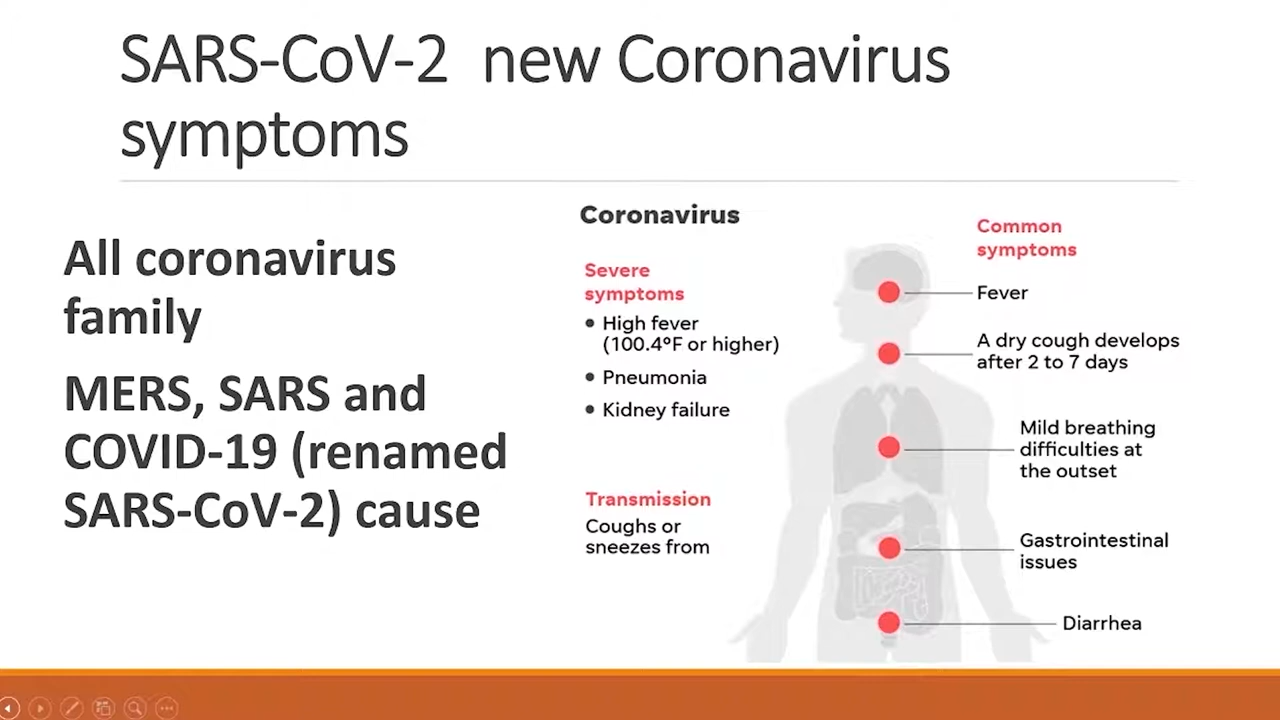 SARS-CoV-2  new Coronavirus
symptoms
All coronavirus
family
MERS, SARS and
COVID-19 (renamed
SARS-CoV-2) cause
Coronavirus
Severe
symptoms
• High fever
(100.4°F or higher)
• Pneumonia
• Kidney failure
Transmission
Coughs or
sneezes from
Common
symptoms
Fever
A dry cough develops
after 2 to 7 days
Mild breathing
difficulties at
the outset
Gastrointestinal
issues
Diarrhea